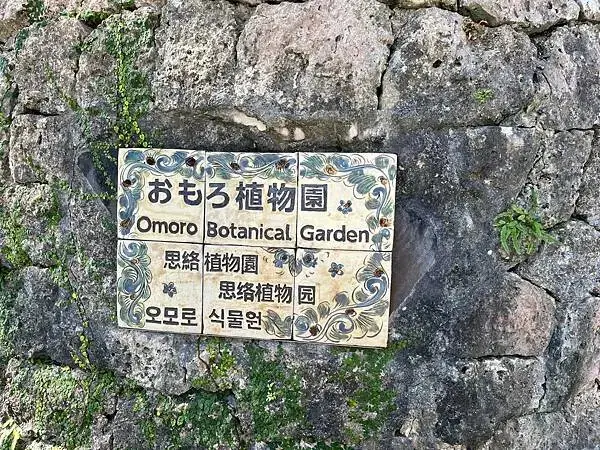 おもろ植物園
Omoro Botanical Garden
思絡植物園
思络植物园
오모로 식물원